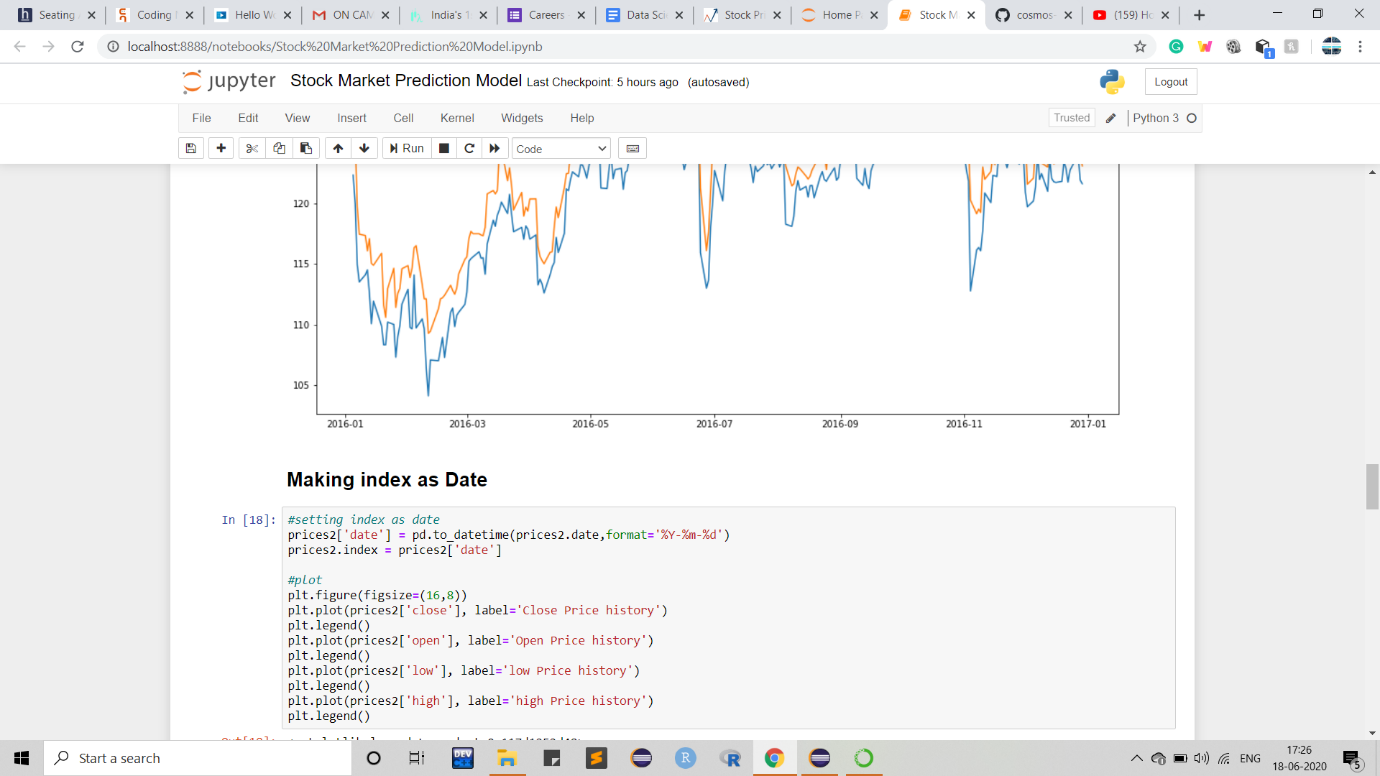 Seating
Coding
Hello W
M ON CAM
India's T
Careers
Data Sci
Stock Pr
Home P
Stock M
cosmos-
(159) Ho
localhost:8888/notebooks/Stock%20Market%20Prediction%20Model.ipynb
1
jupyter Stock Market Prediction Model Last Checkpoint: 5 hours ago (autosaved)
Logout
File Edit View Insert Cell Kernel Widgets Help
Trusted Python 3
Run Code
120
115
110
105
2016-01 2016-03 2016-05 2016-07 2016-09 2016-11 2017-01
Making index as Date
In [18]: #setting index as date
prices2['date'] = pd.to_datetime(prices2.date,format='%Y-%m-%d')
prices2.index = prices2['date']
#plot
plt.figure(figsize=(16,8))
plt.plot(prices2['close'], label='Close Price history')
plt.legend()
plt.plot(prices2['open'], label='Open Price history')
plt.legend()
plt.plot(prices2['low'], label='low Price history')
plt.legend()
plt.plot(prices2['high'], label='high Price history')
plt.legend()
Start a search
DEV
R
R
ENG
17:26
18-06-2020
5